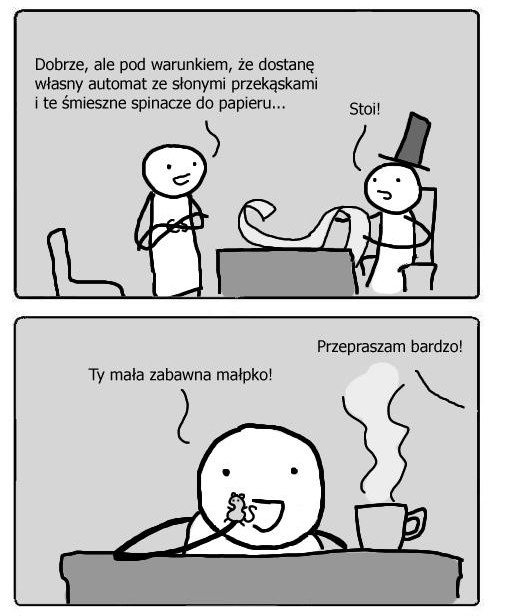 Dobrze, ale pod warunkiem, że dostanę
własny automat ze słonymi przekąskami
i te śmieszne spinacze do papieru...
Stoi!
Przepraszam bardzo!
Ty mała zabawna małpko!